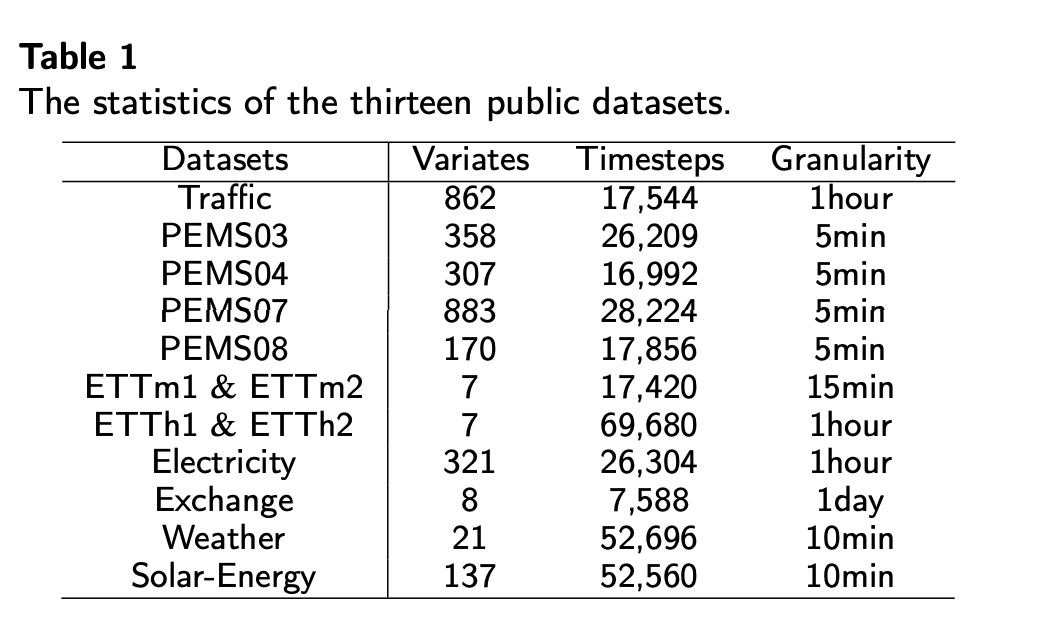 Table 1
The statistics of the thirteen public datasets.
Datasets Variates Timesteps Granularity
Traffic 862 17,544 1hour
PEMS03 358 26,209 5min
PEMS04 307 16,992 5min
PEMS07 883 28,224 5min
PEMS08 170 17,856 5min
ETTm1 & ETTm2 7 17,420 15min
ETTh1 & ETTh2 7 69,680 1hour
Electricity 321 26,304 1hour
Exchange 8 7,588 1day
Weather 21 52,696 10min
Solar-Energy 137 52,560 10min